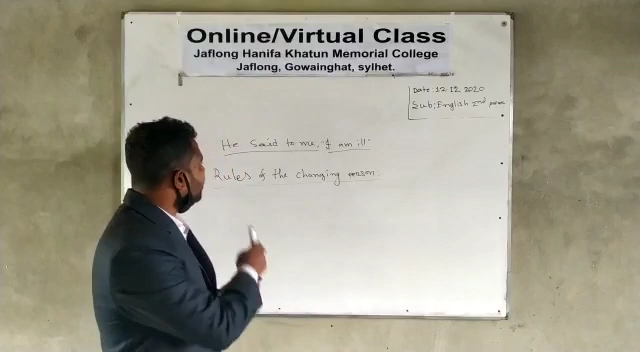 Online/Virtual Class
Jaflong Hanifa Khatun Memorial College
Jaflong, Gowainghat, sylhet.
Date: 12.12.2020
Sub; English 2nd
He Said to me, "I am ill"
Rules of the changing person.